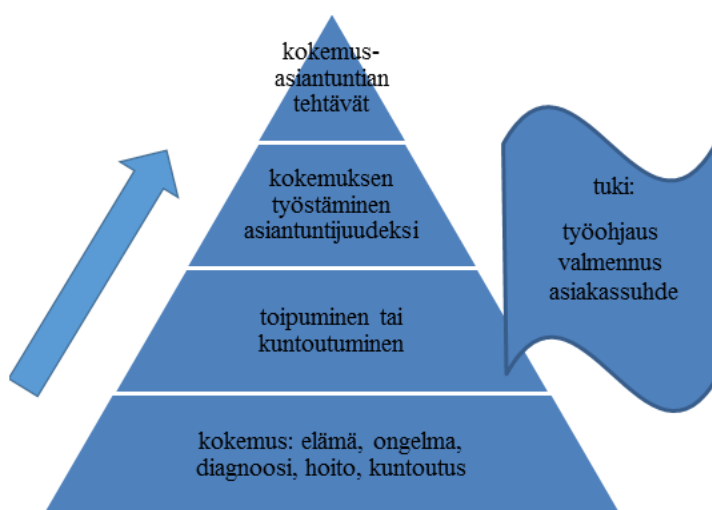 kokemus-
asiantuntian
tehtävät
kokemuksen
työstäminen
asiantuntijuudeksi
toipuminen tai
kuntoutuminen
kokemus: elämä, ongelma,
diagnoosi, hoito, kuntoutus
tuki:
työohjaus
valmennus
asiakassuhde